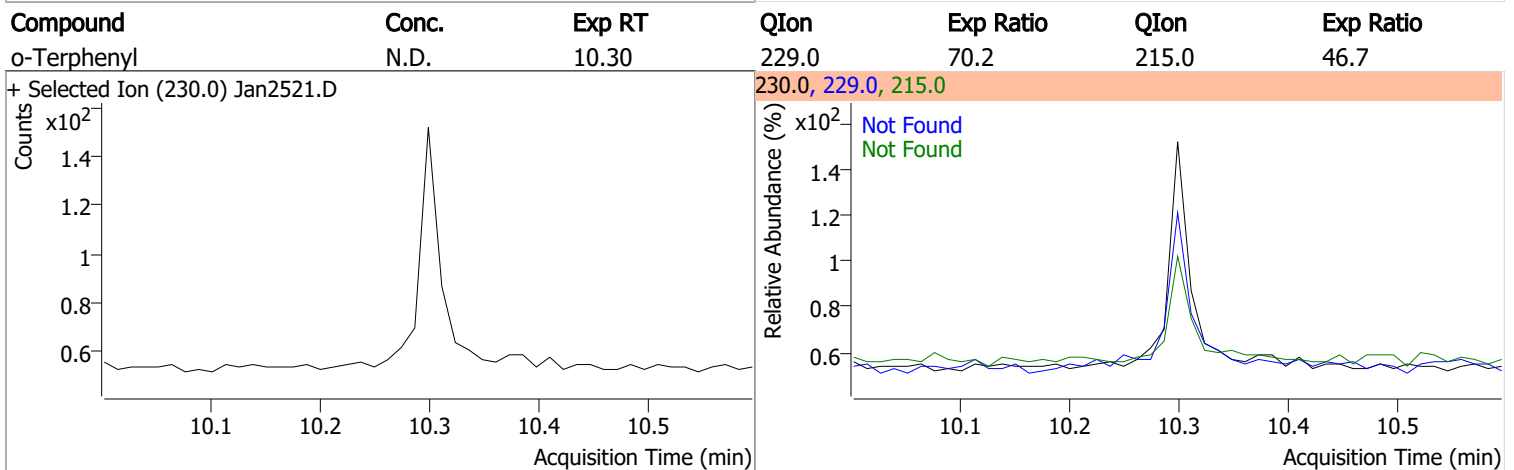 Compound Conc. Exp RT QIon Exp Ratio QIon Exp Ratio
o-Terphenyl N.D. 10.30 229.0 70.2 215.0 46.7
+ Selected Ion (230.0) Jan2521.D
Counts
x10²
1.4
1.2
1
0.8
0.6
10.1 10.2 10.3 10.4 10.5
Acquisition Time (min)
230.0, 229.0, 215.0
Relative Abundance (%)
x10²
Not Found
Not Found
1.4
1.2
1
0.8
0.6
10.1 10.2 10.3 10.4 10.5
Acquisition Time (min)